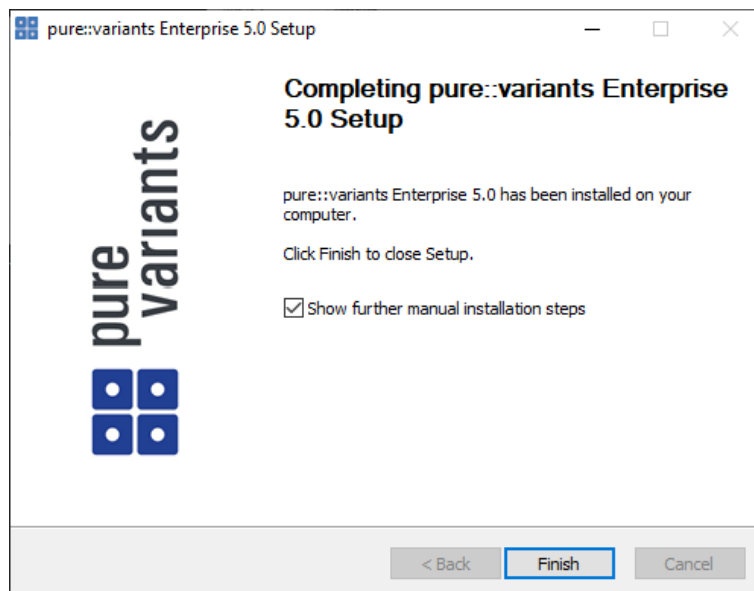 pure::variants Enterprise 5.0 Setup
Completing pure::variants Enterprise
5.0 Setup
pure
variants
pure::variants Enterprise 5.0 has been installed on your
computer.
Click Finish to close Setup.
Show further manual installation steps
< Back
Finish
Cancel